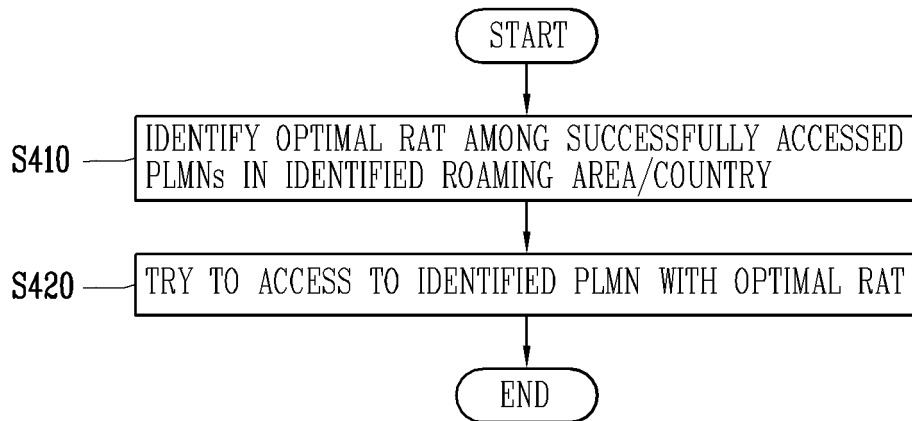 START
S410
IDENTIFY OPTIMAL RAT AMONG SUCCESSFULLY ACCESSED
PLMNs IN IDENTIFIED ROAMING AREA/COUNTRY
S420
TRY TO ACCESS TO IDENTIFIED PLMN WITH OPTIMAL RAT
END